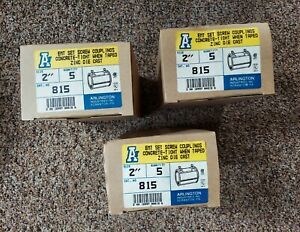 A
EMT SET SCREW COUPLINGS
CONCRETE-TIGHT WHEN TAPED
ZINC DIE CAST
2" 5
815
ARLINGTON
A
EMT SET SCREW COUPLINGS
CONCRETE-TIGHT WHEN TAPED
ZINC DIE CAST
2" 5
815
ARLINGTON
A
EMT SET SCREW COUPLINGS
CONCRETE-TIGHT WHEN TAPED
ZINC DIE CAST
2" 5
815
ARLINGTON